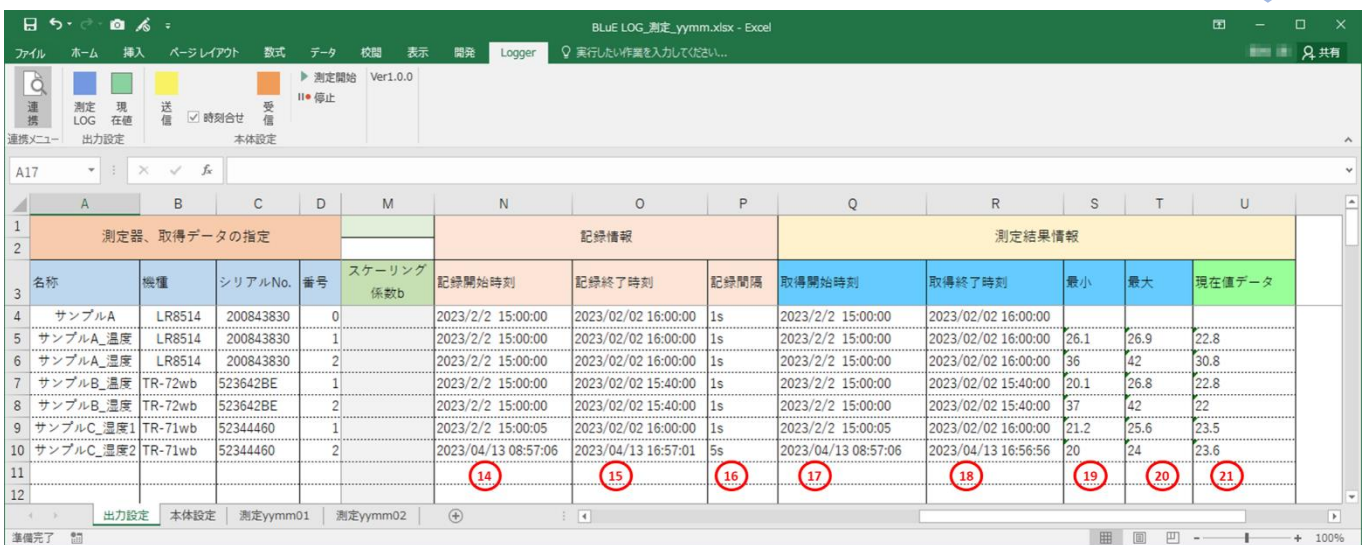 BLuE LOG_測定_yymm.xlsx - Excel
ファイル ホーム 挿入 ページ レイアウト 数式 データ 校閲 表示 開発 Logger 実行したい作業を入力してください... 共有
連携 測定LOG 現在値 送信 時刻合せ 受信 測定開始 停止 Ver1.0.0
連携メニュー 出力設定 本体設定
A17 fx
A B C D M N O P Q R S T U
1
2 測定器、取得データの指定 記録情報 測定結果情報
3 名称 機種 シリアルNo. 番号 スケーリング係数b 記録開始時刻 記録終了時刻 記録間隔 取得開始時刻 取得終了時刻 最小 最大 現在値データ
4 サンプルA LR8514 200843830 0 2023/2/2 15:00:00 2023/02/02 16:00:00 1s 2023/2/2 15:00:00 2023/02/02 16:00:00
5 サンプルA_温度 LR8514 200843830 1 2023/2/2 15:00:00 2023/02/02 16:00:00 1s 2023/2/2 15:00:00 2023/02/02 16:00:00 26.1 26.9 22.8
6 サンプルA_湿度 LR8514 200843830 2 2023/2/2 15:00:00 2023/02/02 16:00:00 1s 2023/2/2 15:00:00 2023/02/02 16:00:00 36 42 30.8
7 サンプルB_温度 TR-72wb 523642BE 1 2023/2/2 15:00:00 2023/02/02 15:40:00 1s 2023/2/2 15:00:00 2023/02/02 15:40:00 20.1 26.8 22.8
8 サンプルB_湿度 TR-72wb 523642BE 2 2023/2/2 15:00:00 2023/02/02 15:40:00 1s 2023/2/2 15:00:00 2023/02/02 15:40:00 37 42 22
9 サンプルC_温度1 TR-71wb 52344460 1 2023/2/2 15:00:05 2023/02/02 16:00:00 1s 2023/2/2 15:00:05 2023/02/02 16:00:00 21.2 25.6 23.5
10 サンプルC_温度2 TR-71wb 52344460 2 2023/04/13 08:57:06 2023/04/13 16:57:01 5s 2023/04/13 08:57:06 2023/04/13 16:56:56 20 24 23.6
11 14 15 16 17 18 19 20 21
12
出力設定 本体設定 測定yymm01 測定yymm02
準備完了 100%